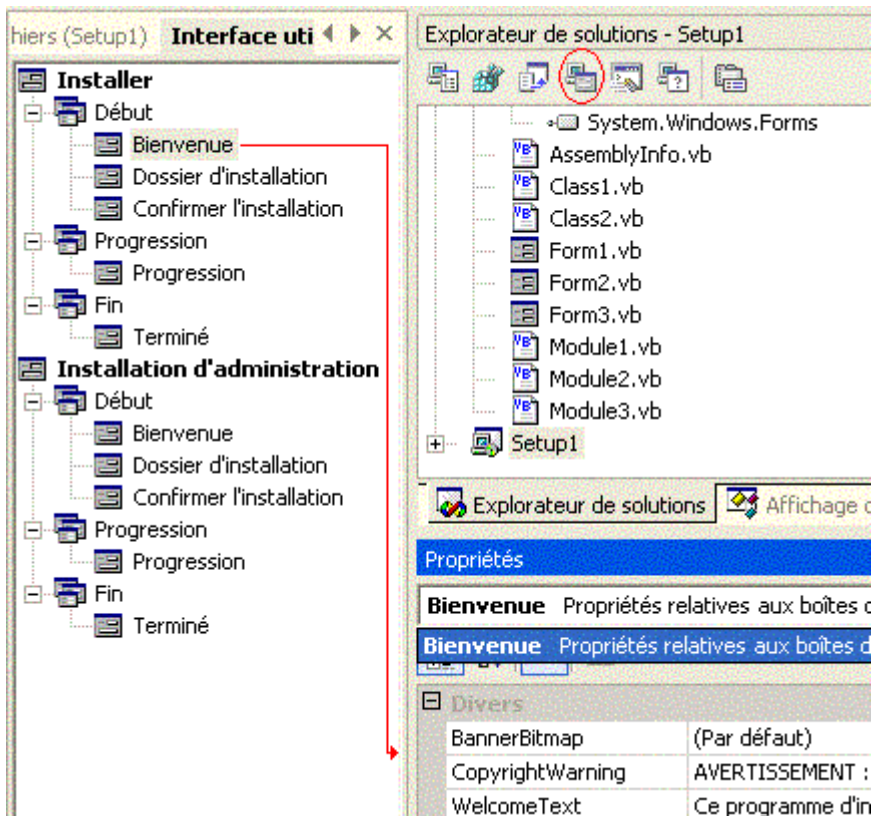 hiers (Setup1) Interface uti
Installer
Début
Bienvenue
Dossier d'installation
Confirmer l'installation
Progression
Progression
Fin
Terminé
Installation d'administration
Début
Bienvenue
Dossier d'installation
Confirmer l'installation
Progression
Progression
Fin
Terminé
Explorateur de solutions - Setup1
System.Windows.Forms
AssemblyInfo.vb
Class1.vb
Class2.vb
Form1.vb
Form2.vb
Form3.vb
Module1.vb
Module2.vb
Module3.vb
Setup1
Explorateur de solutions Affichage
Propriétés
Bienvenue Propriétés relatives aux boîtes
Bienvenue Propriétés relatives aux boîtes d
Divers
BannerBitmap (Par défaut)
CopyrightWarning AVERTISSEMENT :
WelcomeText Ce programme d'in